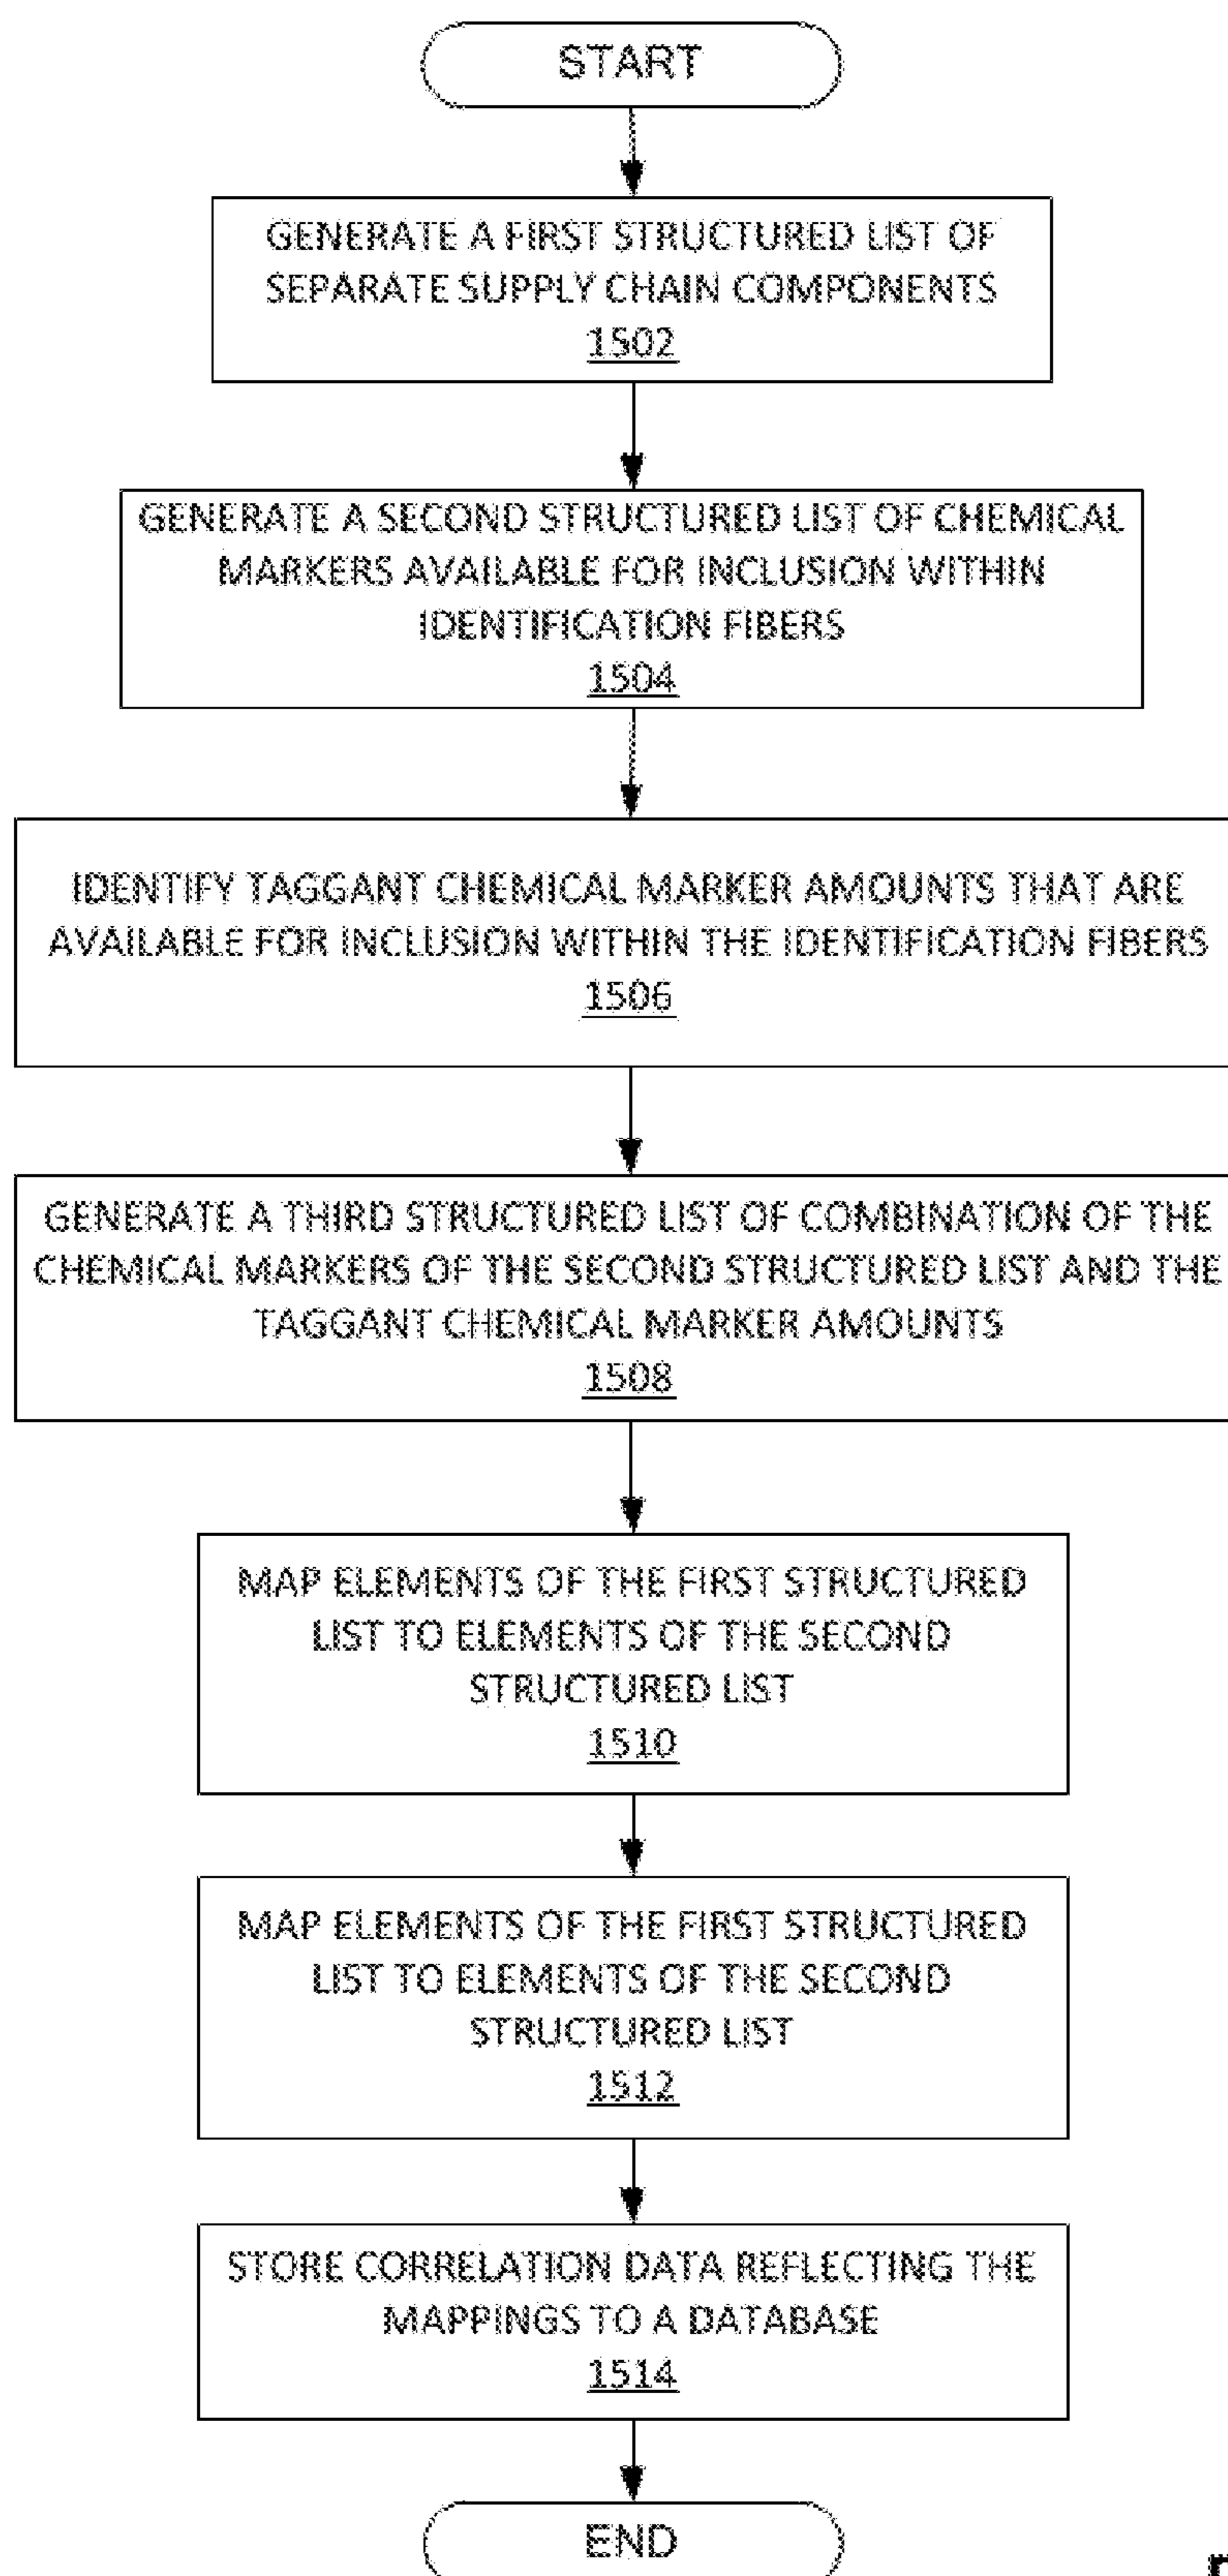 START
GENERATE A FIRST STRUCTURED LIST OF
SEPARATE SUPPLY CHAIN COMPONENTS
1502
GENERATE A SECOND STRUCTURED LIST OF CHEMICAL
MARKERS AVAILABLE FOR INCLUSION WITHIN
IDENTIFICATION FIBERS
1504
IDENTIFY TAGGANT CHEMICAL MARKER AMOUNTS THAT ARE
AVAILABLE FOR INCLUSION WITHIN THE IDENTIFICATION FIBERS
1506
GENERATE A THIRD STRUCTURED LIST OF COMBINATION OF THE
CHEMICAL MARKERS OF THE SECOND STRUCTURED LIST AND THE
TAGGANT CHEMICAL MARKER AMOUNTS
1508
MAP ELEMENTS OF THE FIRST STRUCTURED
LIST TO ELEMENTS OF THE SECOND
STRUCTURED LIST
1510
MAP ELEMENTS OF THE FIRST STRUCTURED
LIST TO ELEMENTS OF THE SECOND
STRUCTURED LIST
1512
STORE CORRELATION DATA REFLECTING THE
MAPPINGS TO A DATABASE
1514
END